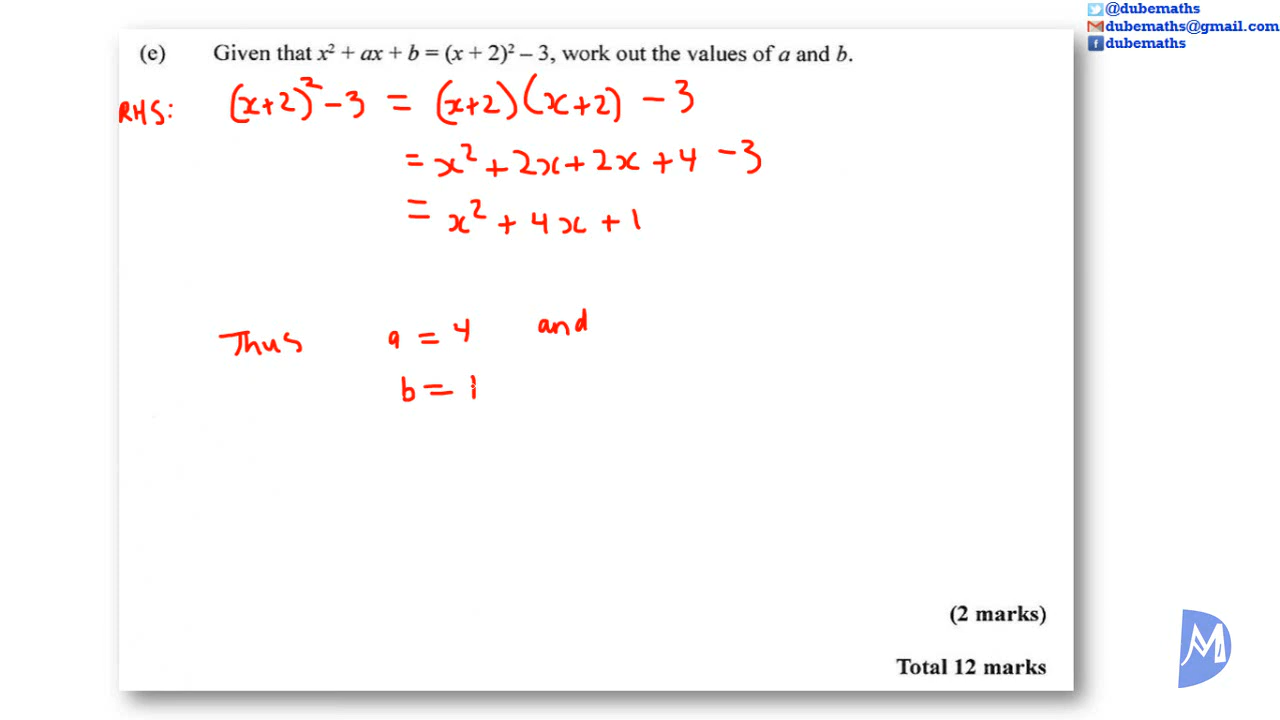 @dubemaths
dubemaths@gmail.com
dubemaths
(e) Given that x² + ax + b = (x + 2)² – 3, work out the values of a and b.
RHS: (x+2)² - 3 = (x+2)(x+2) - 3
= x² + 2x + 2x + 4 - 3
= x² + 4x + 1
Thus a = 4 and
b = 1
(2 marks)
Total 12 marks
DM